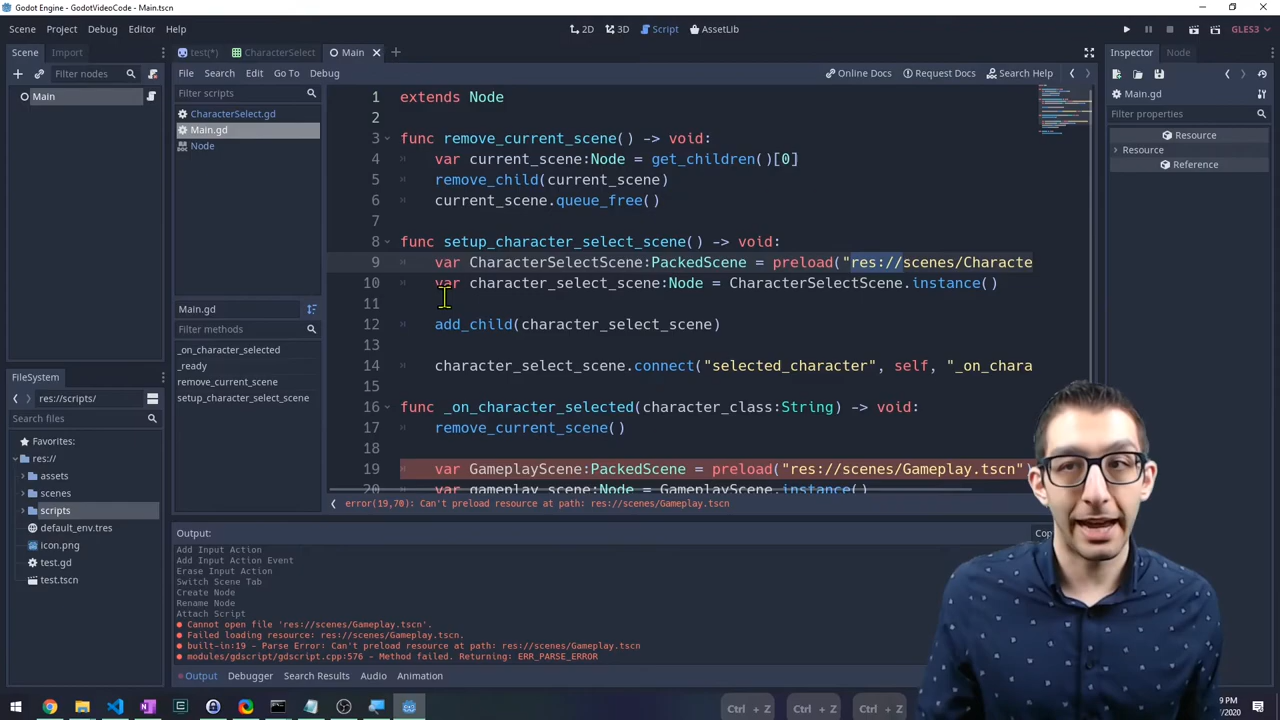 Godot Engine - GodotVideoCode - Main.tscn
Scene Project Debug Editor Help
2D 3D Script AssetLib
GLES3
Scene Import
Filter nodes
Main
test(*) CharacterSelect Main
File Search Edit Go To Debug
Online Docs Request Docs Search Help
Filter scripts
CharacterSelect.gd
Main.gd
Node
Main.gd
Filter methods
_on_character_selected
_ready
remove_current_scene
setup_character_select_scene
1 extends Node
2
3 func remove_current_scene() -> void:
4 var current_scene:Node = get_children()[0]
5 remove_child(current_scene)
6 current_scene.queue_free()
7
8 func setup_character_select_scene() -> void:
9 var CharacterSelectScene:PackedScene = preload("res://scenes/Characte
10 var character_select_scene:Node = CharacterSelectScene.instance()
11
12 add_child(character_select_scene)
13
14 character_select_scene.connect("selected_character", self, "_on_chara
15
16 func _on_character_selected(character_class:String) -> void:
17 remove_current_scene()
18
19 var GameplayScene:PackedScene = preload("res://scenes/Gameplay.tscn")
20 var gameplay_scene:Node = GameplayScene.instance()
error(19,70): Can't preload resource at path: res://scenes/Gameplay.tscn
Inspector Node
Main.gd
Filter properties
Resource
Resource
Reference
FileSystem
res://scripts/
Search files
Favorites:
res://
assets
scenes
scripts
default_env.tres
icon.png
test.gd
test.tscn
Output:
Cop
Add Input Action
Add Input Action Event
Erase Input Action
Switch Scene Tab
Create Node
Rename Node
Attach Script
Cannot open file 'res://scenes/Gameplay.tscn'.
Failed loading resource: res://scenes/Gameplay.tscn.
built-in:19 - Parse Error: Can't preload resource at path: res://scenes/Gameplay.tscn
modules/gdscript/gdscript.cpp:576 - Method failed. Returning: ERR_PARSE_ERROR
Output Debugger Search Results Audio Animation
Ctrl + Z Ctrl + Z Ctrl + Z
9 PM
/2020